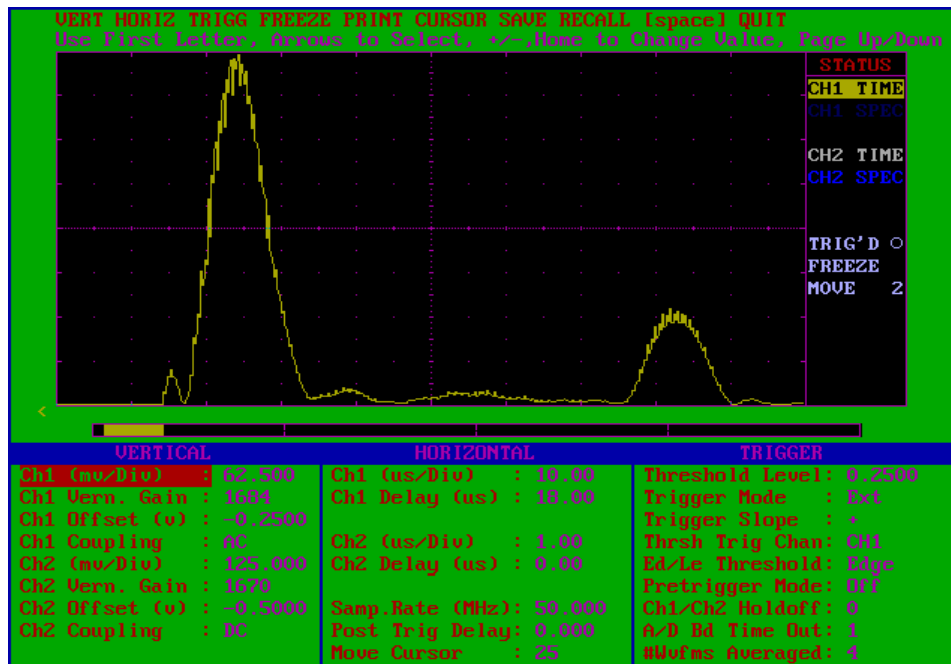 VERT HORIZ TRIGG FREEZE PRINT CURSOR SAVE RECALL [space] QUIT
Use First Letter, Arrows to Select, +/-,Home to Change Value, Page Up/Down
STATUS
CH1 TIME
CH1 SPEC
CH2 TIME
CH2 SPEC
TRIG'D O
FREEZE
MOVE 2
<
VERTICAL
Ch1 (mv/Div) : 62.500
Ch1 Vern. Gain : 1684
Ch1 Offset (v) : -0.2500
Ch1 Coupling : AC
Ch2 (mv/Div) : 125.000
Ch2 Vern. Gain : 1670
Ch2 Offset (v) : -0.5000
Ch2 Coupling : DC
HORIZONTAL
Ch1 (us/Div) : 10.00
Ch1 Delay (us) : 18.00
Ch2 (us/Div) : 1.00
Ch2 Delay (us) : 0.00
Samp.Rate (MHz): 50.000
Post Trig Delay: 0.000
Move Cursor : 25
TRIGGER
Threshold Level: 0.2500
Trigger Mode : Ext
Trigger Slope : +
Thrsh Trig Chan: CH1
Ed/Le Threshold: Edge
Pretrigger Mode: Off
Ch1/Ch2 Holdoff: 0
A/D Bd Time Out: 1
#Wvfms Averaged: 4